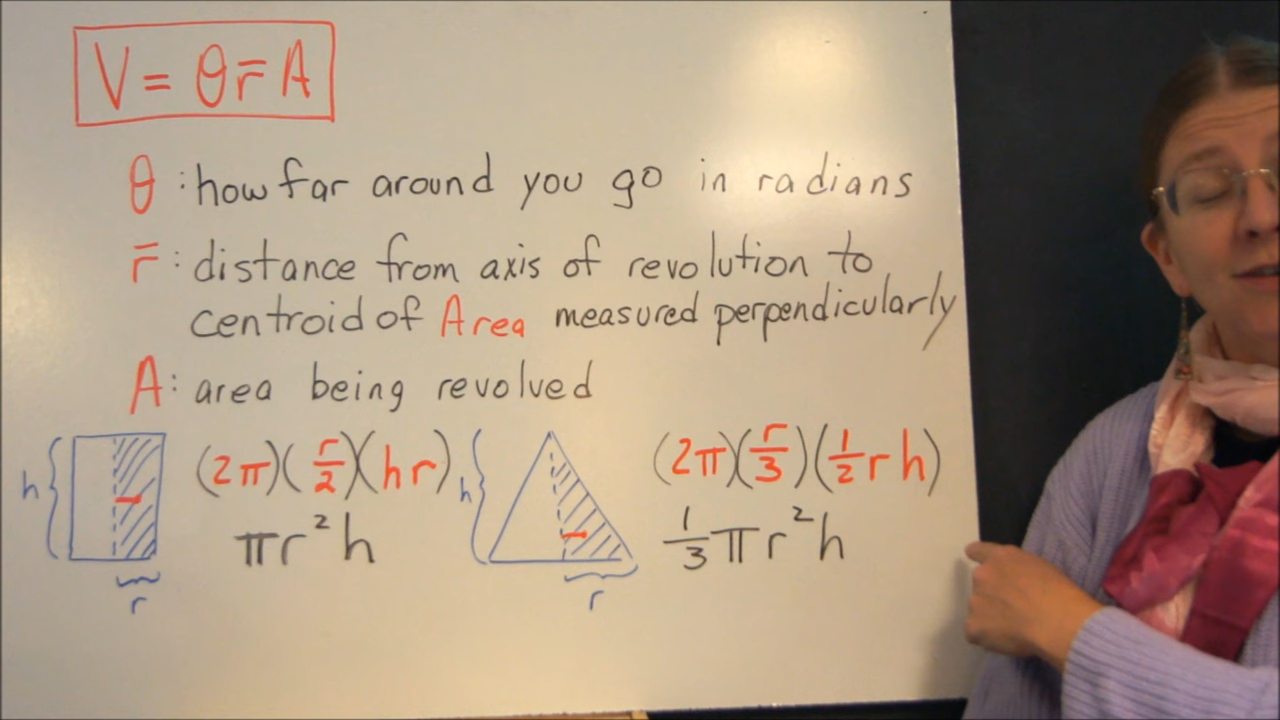 V = θr̄A
θ: how far around you go in radians
r̄: distance from axis of revolution to
centroid of Area measured perpendicularly
A: area being revolved
h
(2π)(r/2)(hr)
πr²h
r
h
(2π)(r/3)(1/2rh)
1/3πr²h
r